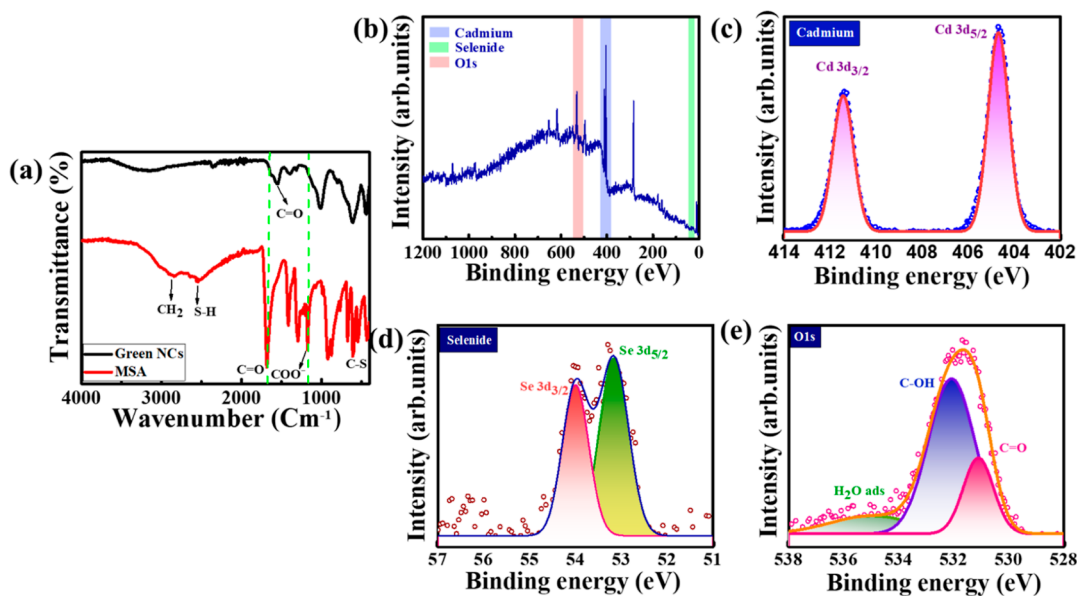 (a)
Transmittance (%)
C=O
CH2
S-H
C=O
COO-
C-S
Green NCs
MSA
4000 3000 2000 1000
Wavenumber (Cm-1)
(b)
Intensity (arb.units)
Cadmium
Selenide
O1s
1200 1000 800 600 400 200 0
Binding energy (eV)
(c)
Intensity (arb.units)
Cadmium
Cd 3d3/2
Cd 3d5/2
414 412 410 408 406 404 402
Binding energy (eV)
(d)
Intensity (arb.units)
Selenide
Se 3d3/2
Se 3d5/2
57 56 55 54 53 52 51
Binding energy (eV)
(e)
Intensity (arb.units)
O1s
C-OH
C=O
H2O ads
538 536 534 532 530 528
Binding energy (eV)